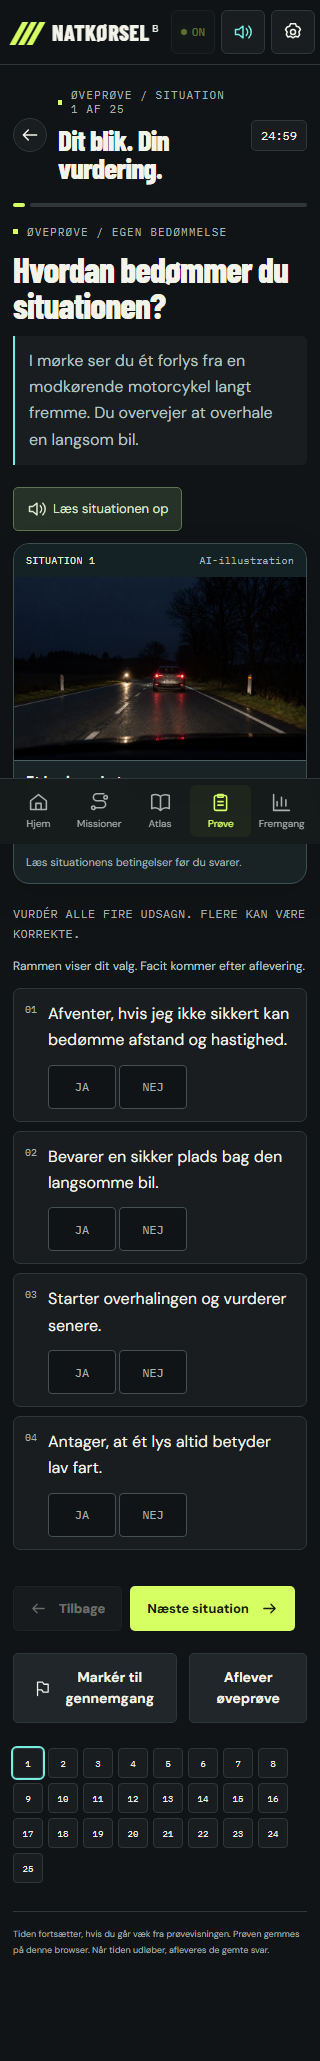 NATKØRSEL B
ON
ØVEPRØVE / SITUATION
1 AF 25
Dit blik. Din
vurdering.
24:59
ØVEPRØVE / EGEN BEDØMMELSE
Hvordan bedømmer du
situationen?
I mørke ser du ét forlys fra en
modkørende motorcykel langt
fremme. Du overvejer at overhale
en langsom bil.
Læs situationen op
SITUATION 1
AI-illustration
Hjem
Missioner
Atlas
Prøve
Fremgang
Læs situationens betingelser før du svarer.
VURDÉR ALLE FIRE UDSAGN. FLERE KAN VÆRE
KORREKTE.
Rammen viser dit valg. Facit kommer efter aflevering.
01 Afventer, hvis jeg ikke sikkert kan
bedømme afstand og hastighed.
JA NEJ
02 Bevarer en sikker plads bag den
langsomme bil.
JA NEJ
03 Starter overhalingen og vurderer
senere.
JA NEJ
04 Antager, at ét lys altid betyder
lav fart.
JA NEJ
Tilbage
Næste situation
Markér til
gennemgang
Aflever
øveprøve
1 2 3 4 5 6 7 8
9 10 11 12 13 14 15 16
17 18 19 20 21 22 23 24
25
Tiden fortsætter, hvis du går væk fra prøvevisningen. Prøven gemmes
på denne browser. Når tiden udløber, afleveres de gemte svar.